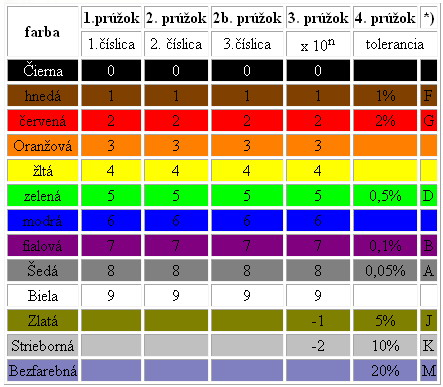 farba 1.prúžok 2. prúžok 2b. prúžok 3. prúžok 4. prúžok *)
1.číslica 2. číslica 3.číslica x 10n tolerancia
Čierna 0 0 0 0
hnedá 1 1 1 1 1% F
červená 2 2 2 2 2% G
Oranžová 3 3 3 3
žltá 4 4 4 4
zelená 5 5 5 5 0,5% D
modrá 6 6 6 6
fialová 7 7 7 7 0,1% B
Šedá 8 8 8 8 0,05% A
Biela 9 9 9 9
Zlatá -1 5% J
Strieborná -2 10% K
Bezfarebná 20% M